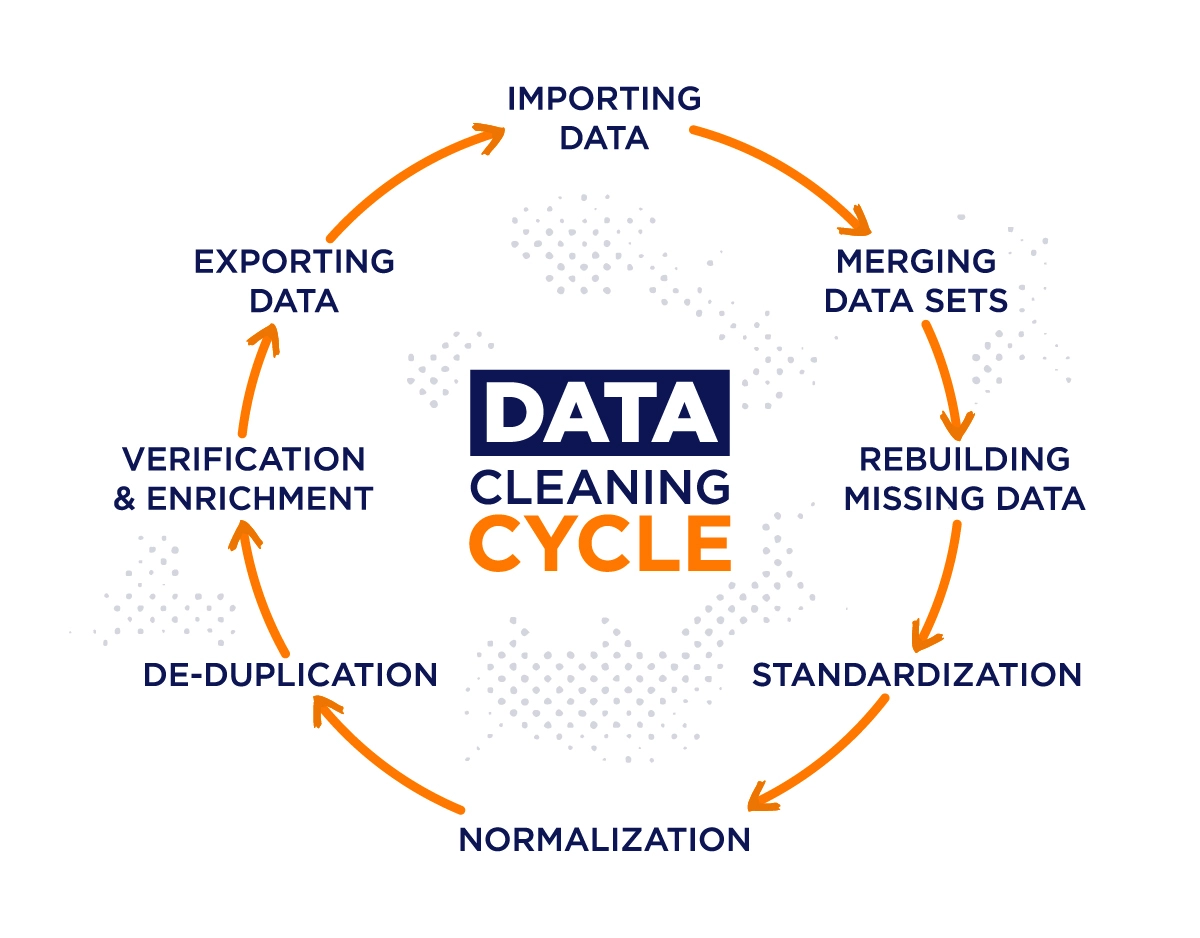 IMPORTING
DATA
MERGING
DATA SETS
REBUILDING
MISSING DATA
STANDARDIZATION
NORMALIZATION
DE-DUPLICATION
VERIFICATION
& ENRICHMENT
EXPORTING
DATA
DATA
CLEANING
CYCLE